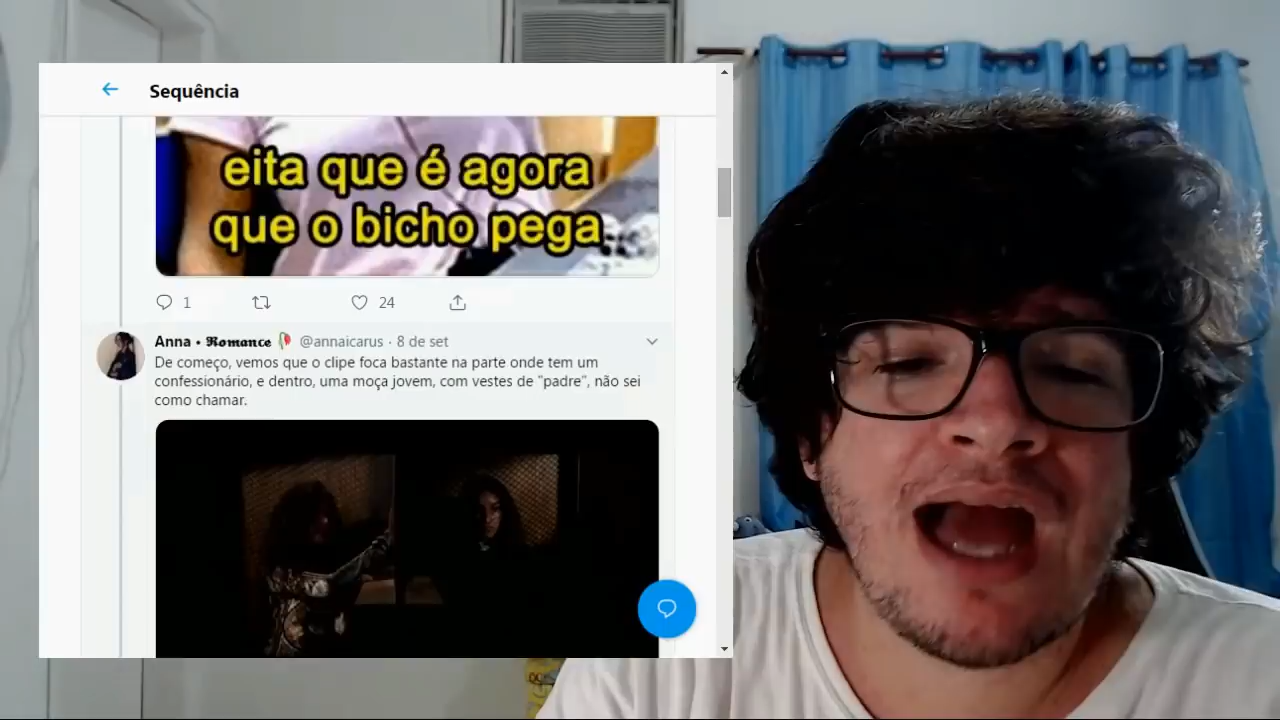 Sequência
eita que é agora
que o bicho pega
1
24
Anna • Romance @annaicarus · 8 de set
De começo, vemos que o clipe foca bastante na parte onde tem um
confessionário, e dentro, uma moça jovem, com vestes de "padre", não sei
como chamar.